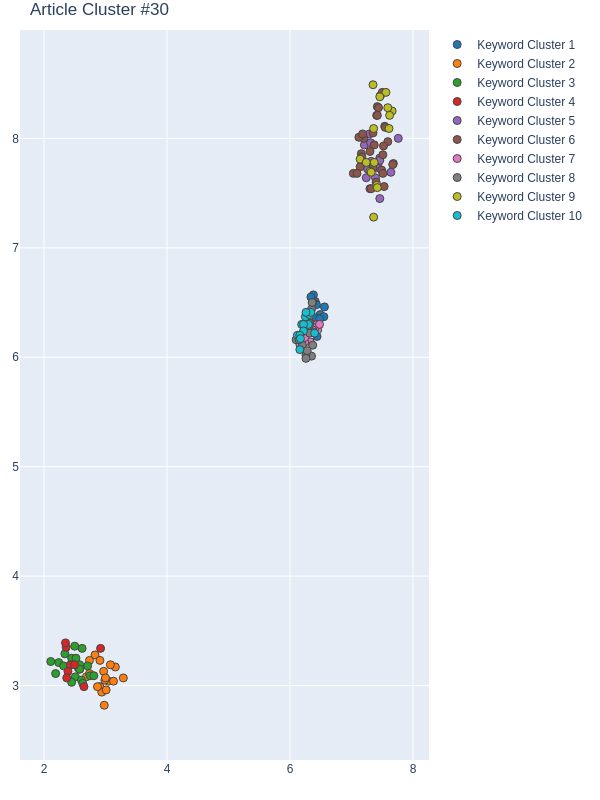 Article Cluster #30
Keyword Cluster 1
Keyword Cluster 2
Keyword Cluster 3
Keyword Cluster 4
Keyword Cluster 5
Keyword Cluster 6
Keyword Cluster 7
Keyword Cluster 8
Keyword Cluster 9
Keyword Cluster 10
8
7
6
5
4
3
2 4 6 8